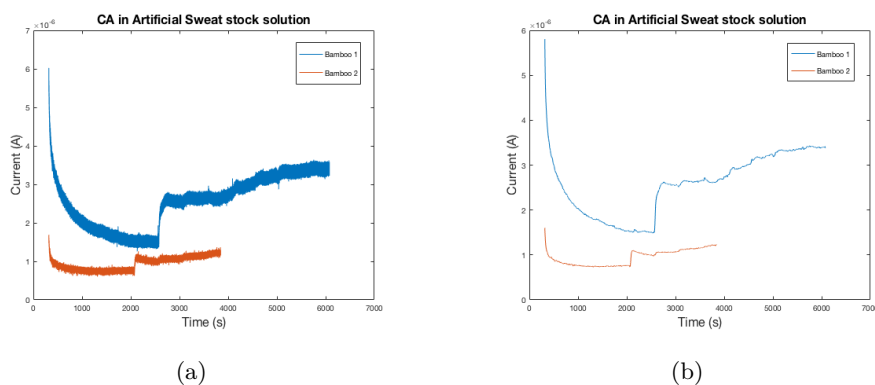 CA in Artificial Sweat stock solution
×10⁻⁶
7
6
5
4
3
2
1
0
0 1000 2000 3000 4000 5000 6000 7000
Current (A)
Time (s)
Bamboo 1
Bamboo 2
(a)
CA in Artificial Sweat stock solution
×10⁻⁶
6
5
4
3
2
1
0
0 1000 2000 3000 4000 5000 6000 7000
Current (A)
Time (s)
Bamboo 1
Bamboo 2
(b)